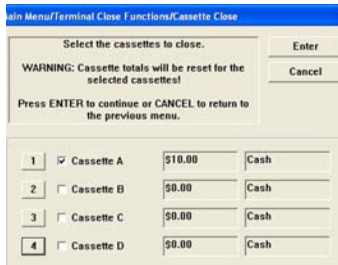 ain Menu/Terminal Close Functions/Cassette Close
Select the cassettes to close.
WARNING: Cassette totals will be reset for the
selected cassettes!
Press ENTER to continue or CANCEL to return to
the previous menu.
Enter
Cancel
1 Cassette A $10.00 Cash
2 Cassette B $0.00 Cash
3 Cassette C $0.00 Cash
4 Cassette D $0.00 Cash